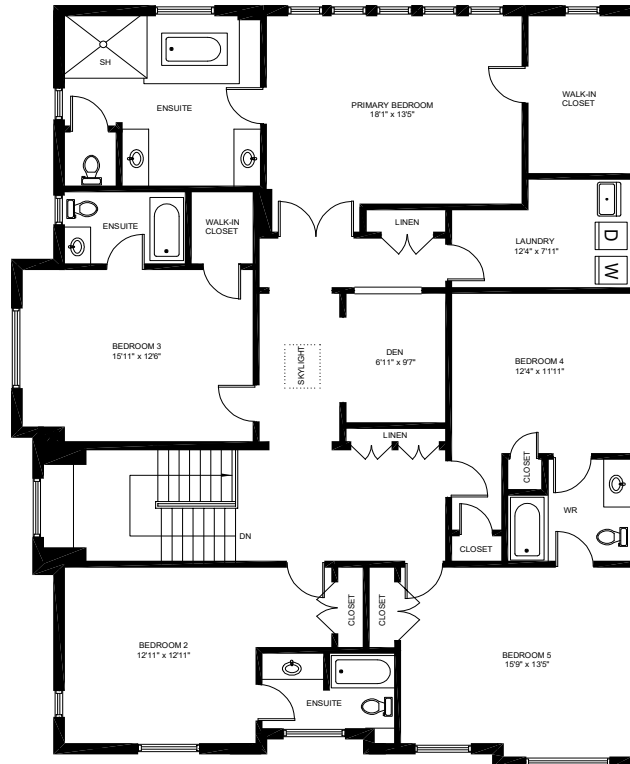 SH
ENSUITE
PRIMARY BEDROOM
18'1" x 13'5"
WALK-IN
CLOSET
ENSUITE
WALK-IN
CLOSET
LINEN
LAUNDRY
12'4" x 7'11"
D
W
BEDROOM 3
15'11" x 12'6"
SKYLIGHT
DEN
6'11" x 9'7"
BEDROOM 4
12'4" x 11'11"
LINEN
CLOSET
WR
DN
CLOSET
CLOSET
CLOSET
BEDROOM 2
12'11" x 12'11"
BEDROOM 5
15'9" x 13'5"
ENSUITE